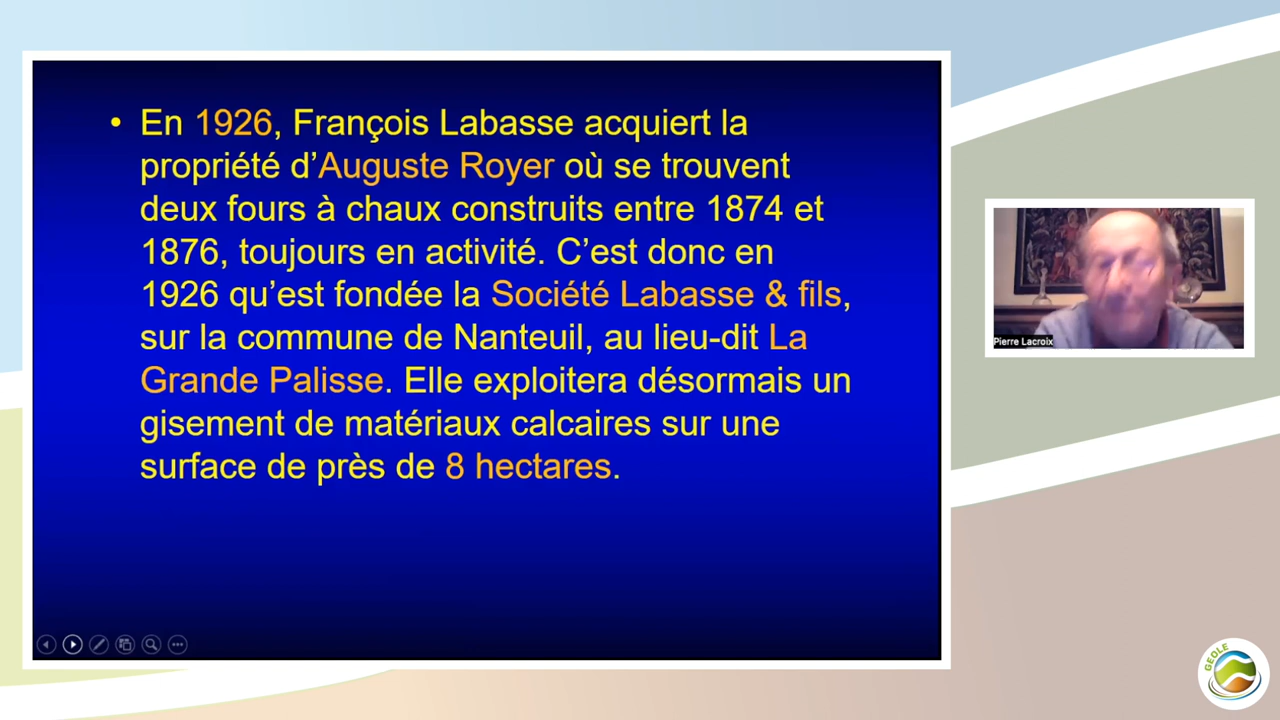 • En 1926, François Labasse acquiert la
propriété d’Auguste Royer où se trouvent
deux fours à chaux construits entre 1874 et
1876, toujours en activité. C’est donc en
1926 qu’est fondée la Société Labasse & fils,
sur la commune de Nanteuil, au lieu-dit La
Grande Palisse. Elle exploitera désormais un
gisement de matériaux calcaires sur une
surface de près de 8 hectares.
Pierre Lacroix
GEOLE